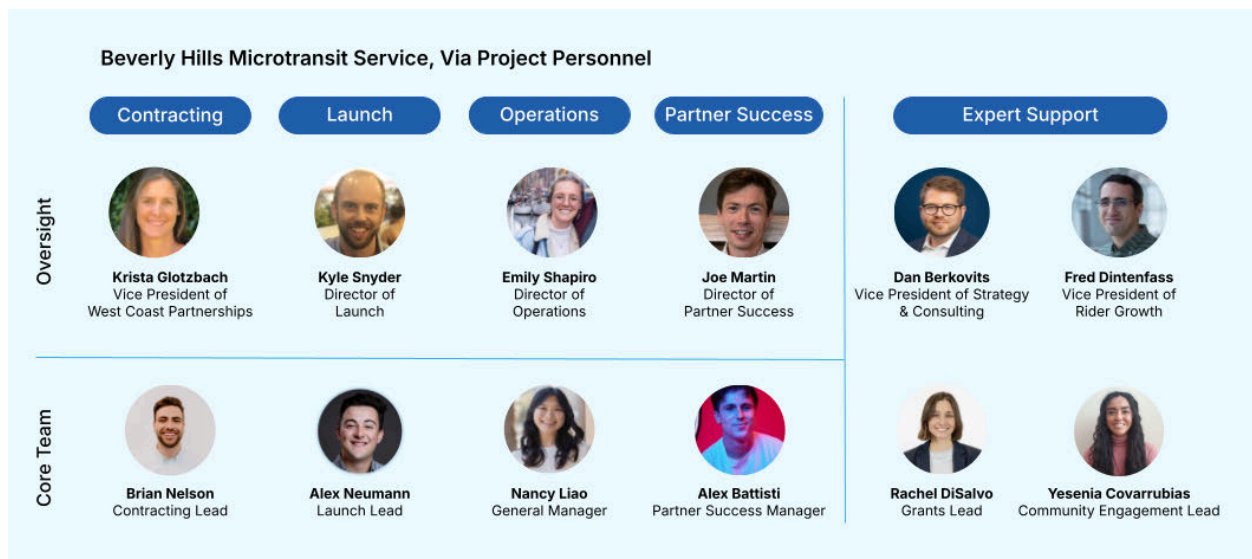 Beverly Hills Microtransit Service, Via Project Personnel
Contracting
Launch
Operations
Partner Success
Expert Support
Oversight
Krista Glotzbach
Vice President of
West Coast Partnerships
Kyle Snyder
Director of
Launch
Emily Shapiro
Director of
Operations
Joe Martin
Director of
Partner Success
Dan Berkovits
Vice President of Strategy
& Consulting
Fred Dintenfass
Vice President of
Rider Growth
Core Team
Brian Nelson
Contracting Lead
Alex Neumann
Launch Lead
Nancy Liao
General Manager
Alex Battisti
Partner Success Manager
Rachel DiSalvo
Grants Lead
Yesenia Covarrubias
Community Engagement Lead